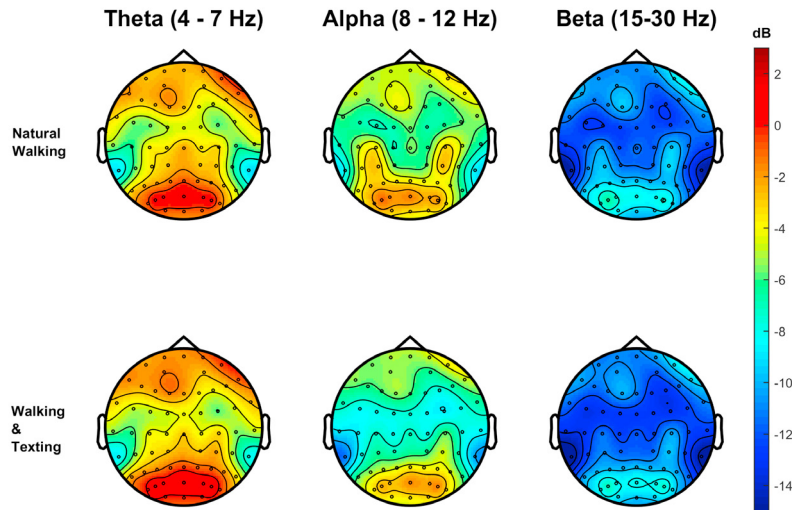 Theta (4 - 7 Hz)
Alpha (8 - 12 Hz)
Beta (15-30 Hz)
dB
Natural
Walking
Walking
&
Texting
2
0
-2
-4
-6
-8
-10
-12
-14